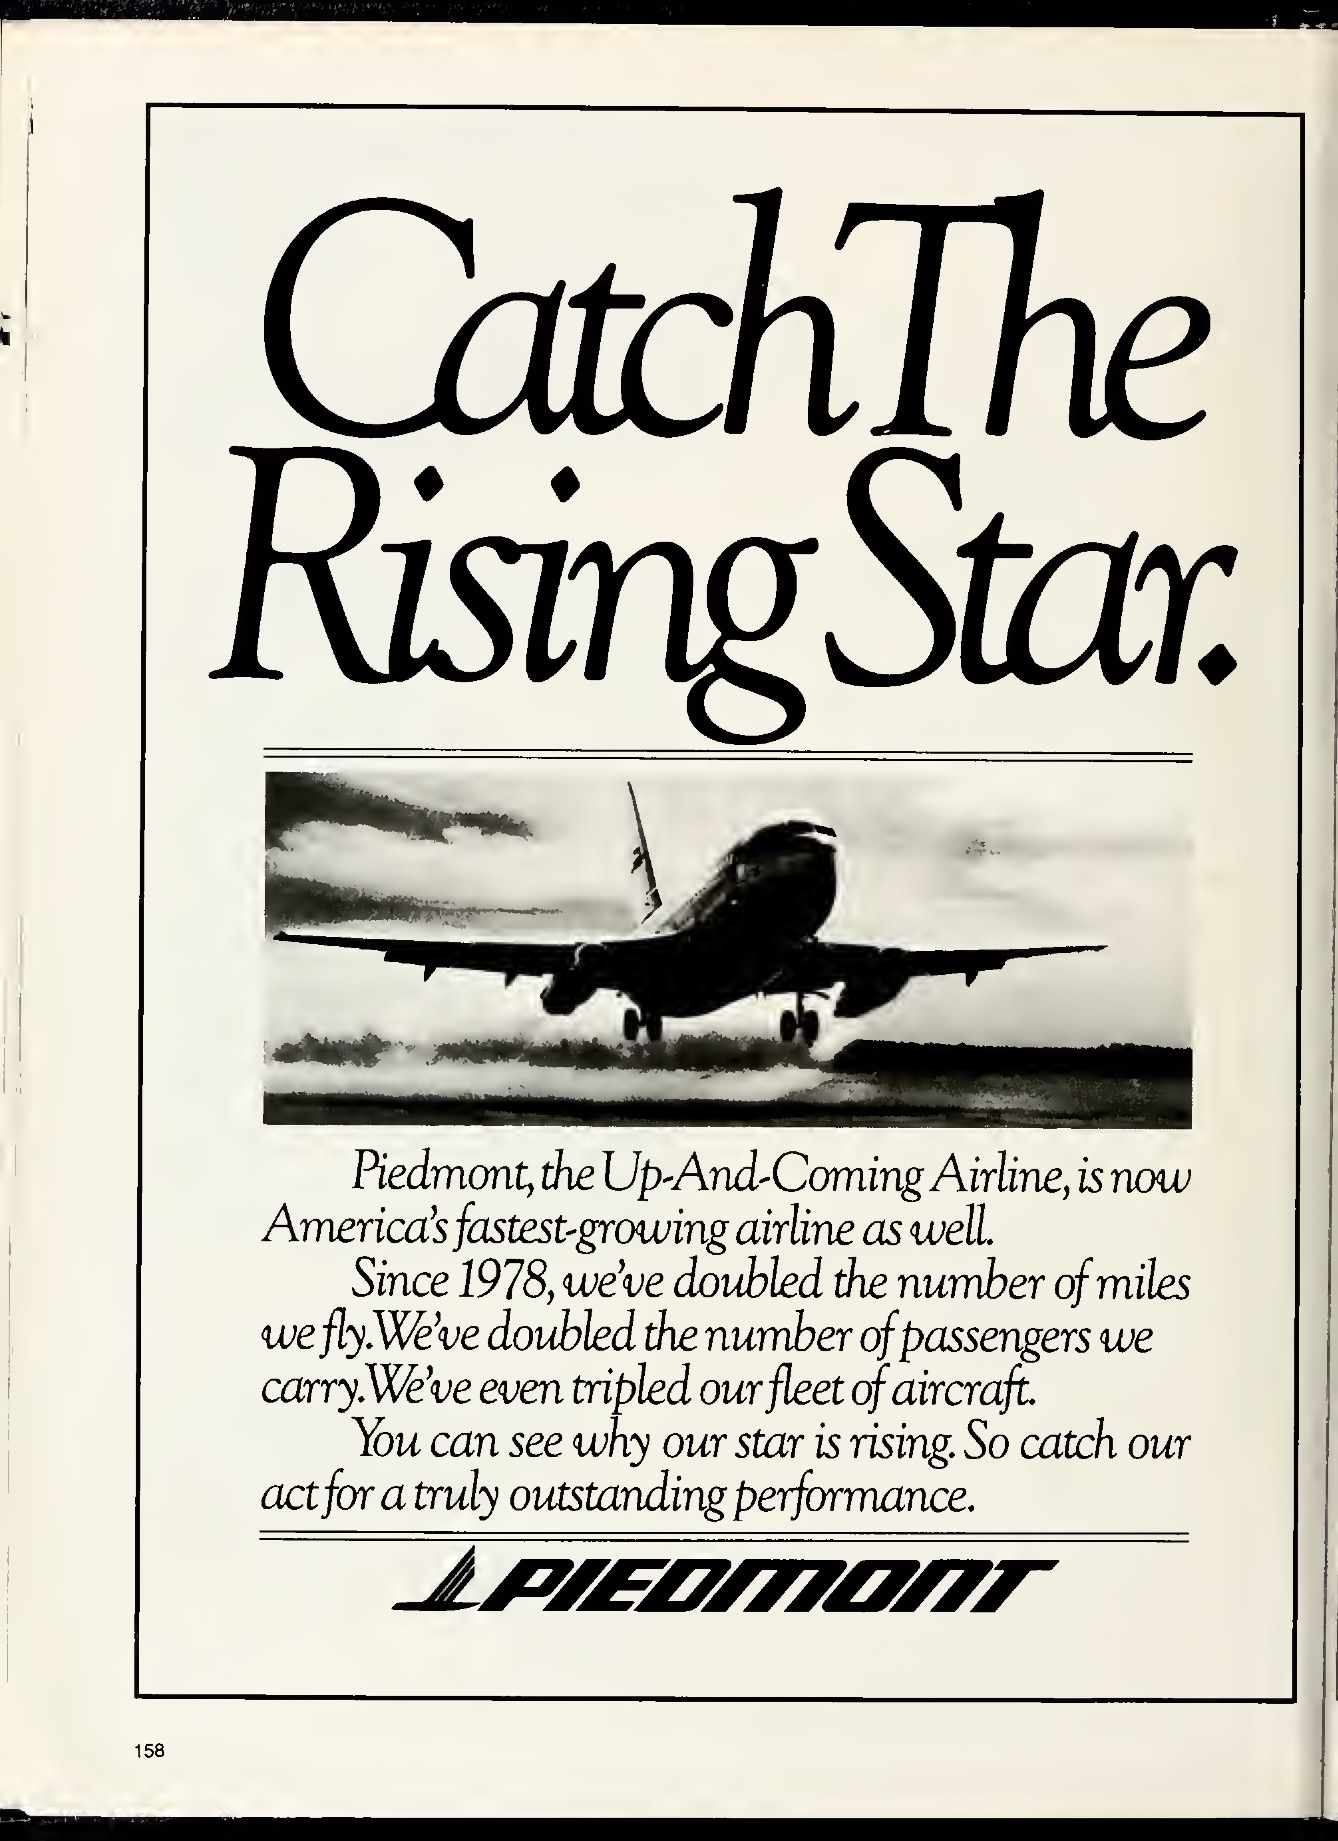 Catch The
Rising Star.
Piedmont, the Up-And-Coming Airline, is now
America's fastest-growing airline as well.
Since 1978, we've doubled the number of miles
we fly. We've doubled the number of passengers we
carry. We've even tripled our fleet of aircraft.
You can see why our star is rising. So catch our
act for a truly outstanding performance.
PIEDMONT
158